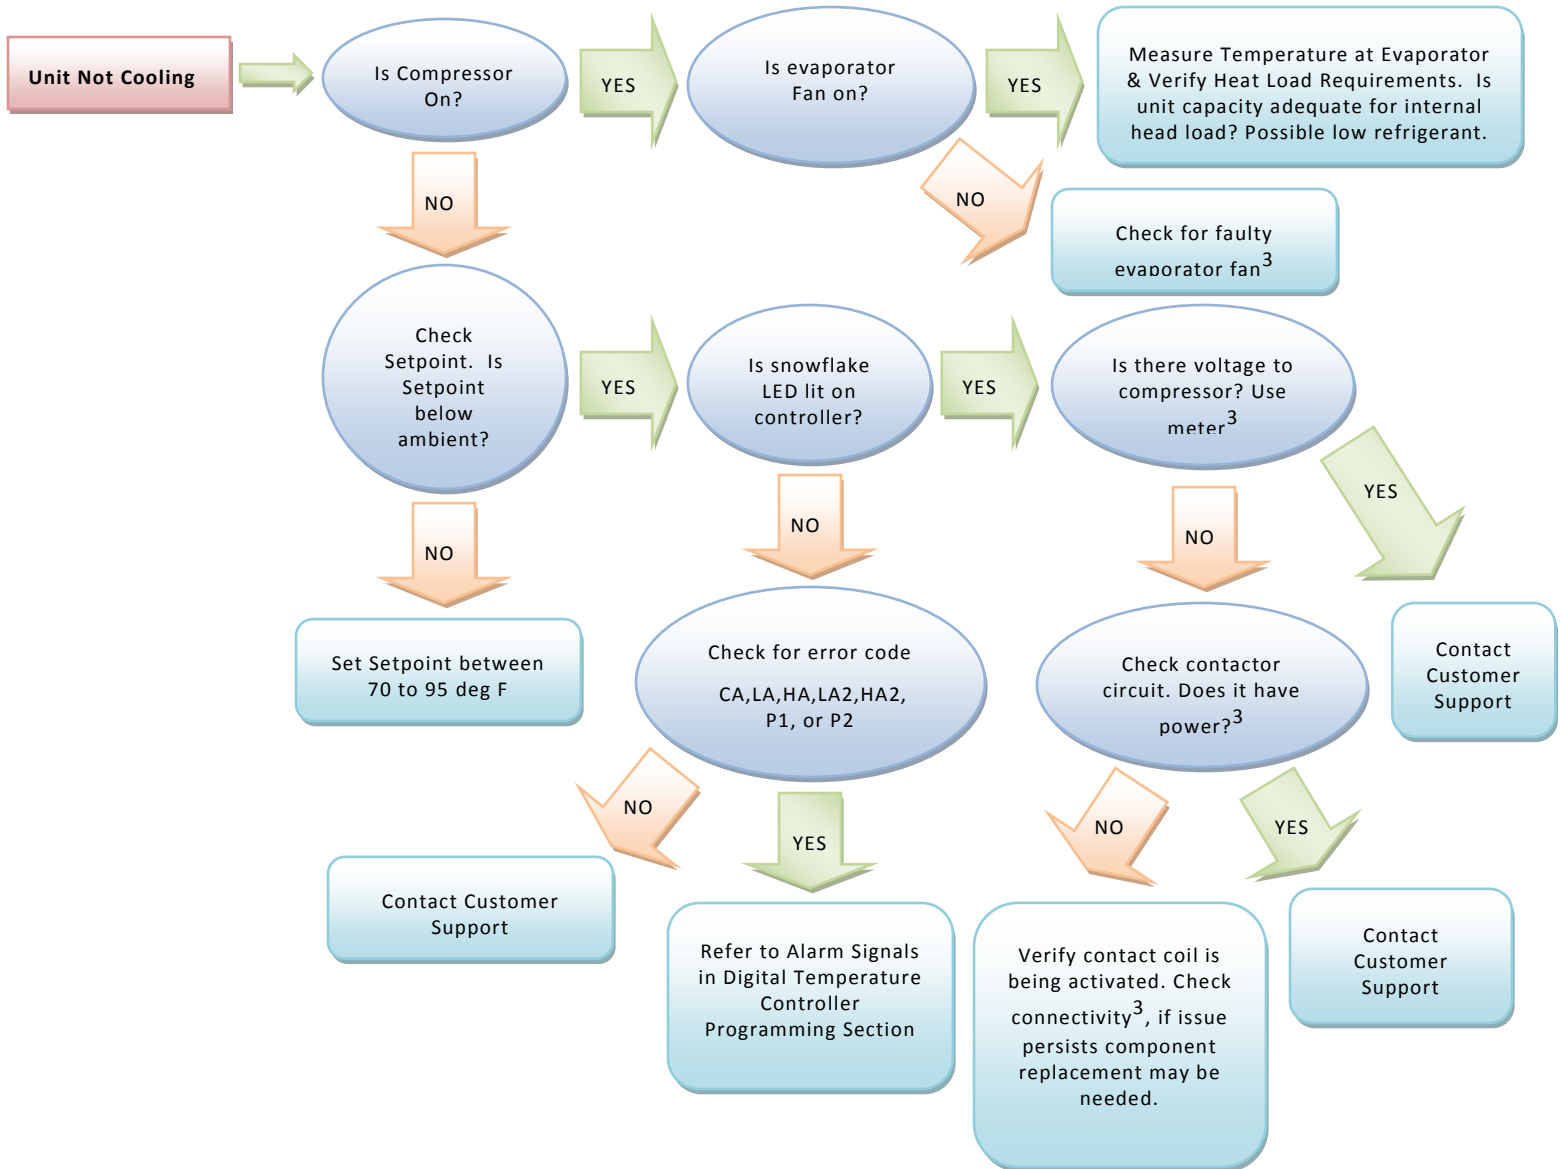 Unit Not Cooling
Is Compressor
On?
YES
Is evaporator
Fan on?
YES
Measure Temperature at Evaporator
& Verify Heat Load Requirements. Is
unit capacity adequate for internal
head load? Possible low refrigerant.
NO
NO
Check for faulty
evaporator fan3
Check
Setpoint. Is
Setpoint
below
ambient?
YES
Is snowflake
LED lit on
controller?
YES
Is there voltage to
compressor? Use
meter3
YES
NO
NO
NO
Set Setpoint between
70 to 95 deg F
Check for error code
CA,LA,HA,LA2,HA2,
P1, or P2
Check contactor
circuit. Does it have
power?3
Contact
Customer
Support
NO
YES
NO
YES
Contact Customer
Support
Refer to Alarm Signals
in Digital Temperature
Controller
Programming Section
Verify contact coil is
being activated. Check
connectivity3, if issue
persists component
replacement may be
needed.
Contact
Customer
Support